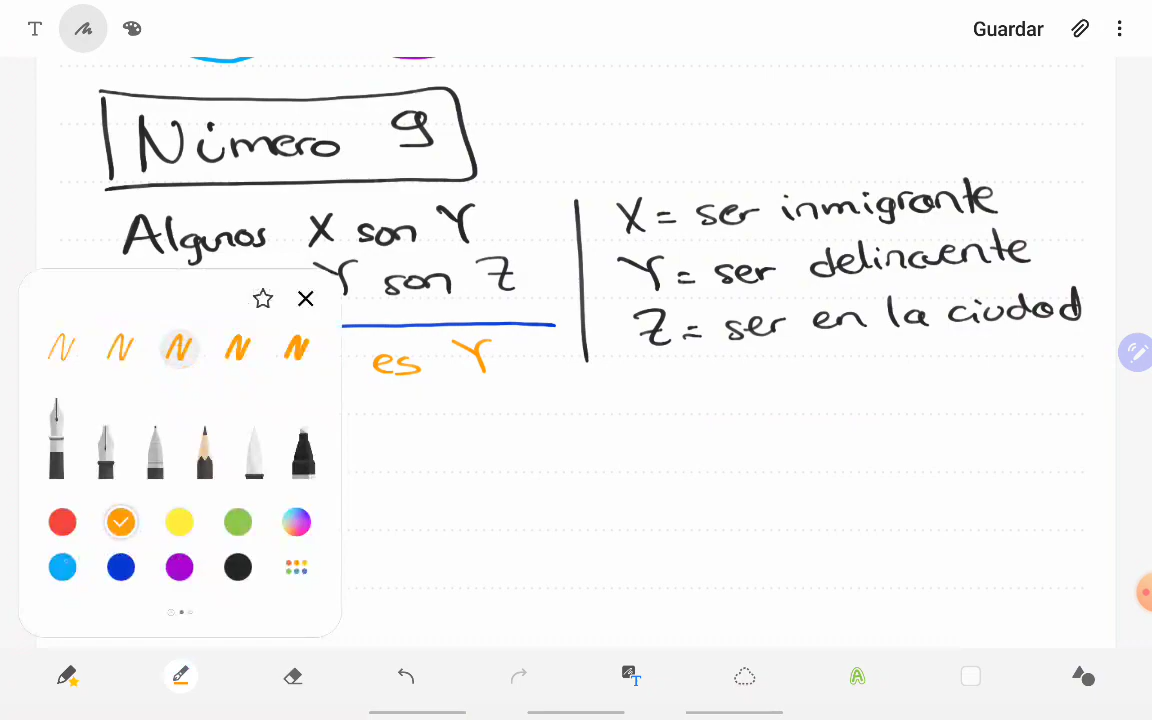 T
Guardar
Número 9
Algunos X son Y
Y son Z
es Y
X = ser inmigrante
Y = ser delincuente
Z = ser en la ciudad